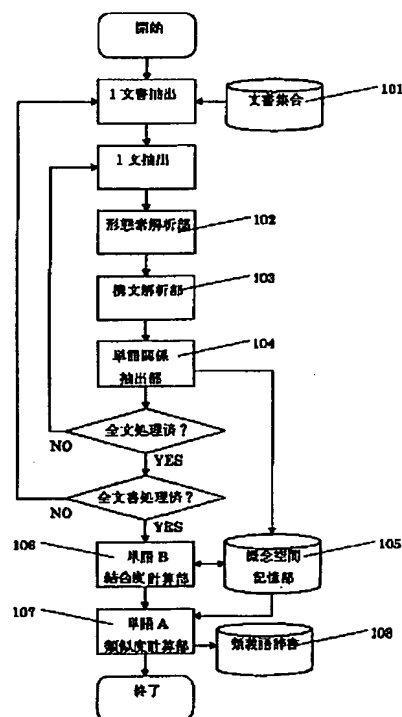 開始
1文書抽出
文書集合
101
1文抽出
形態素解析部
102
構文解析部
103
単語関係
抽出部
104
全文処理済?
NO
YES
全文書処理済?
NO
YES
106
単語B
結合度計算部
概念空間
記憶部
105
107
単語A
類似度計算部
類義語辞書
108
終了